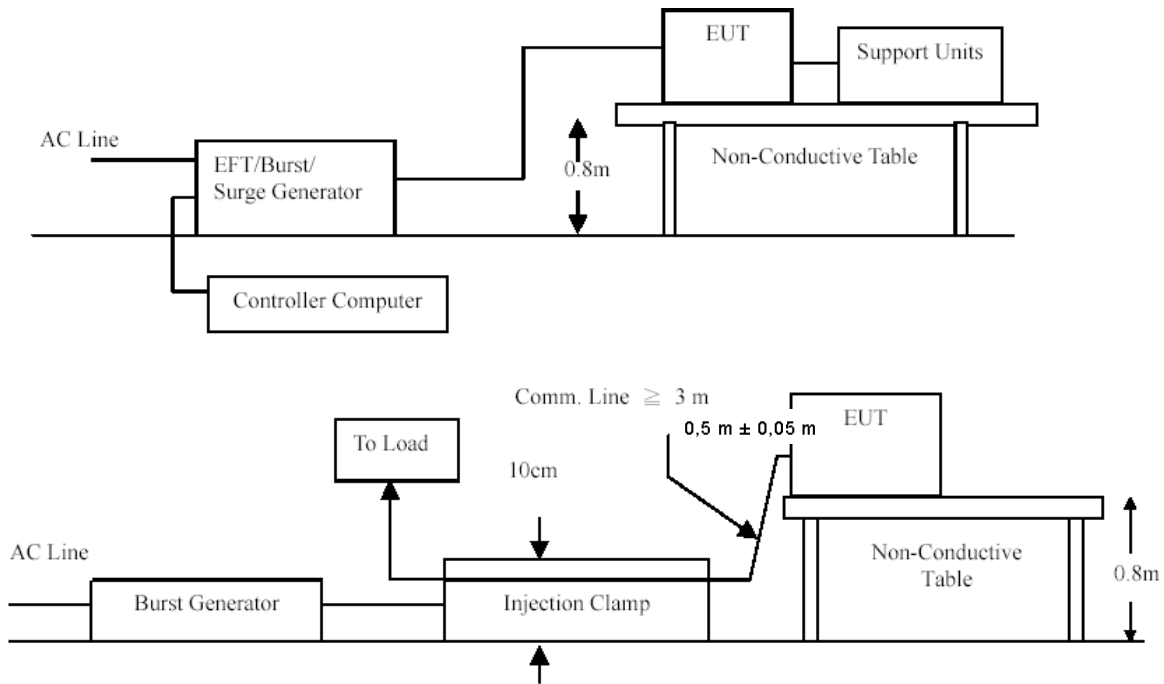 EUT
Support Units
AC Line
EFT/Burst/
Surge Generator
0.8m
Non-Conductive Table
Controller Computer
Comm. Line ≧ 3 m
0,5 m ± 0,05 m
EUT
To Load
10cm
AC Line
Burst Generator
Injection Clamp
Non-Conductive
Table
0.8m